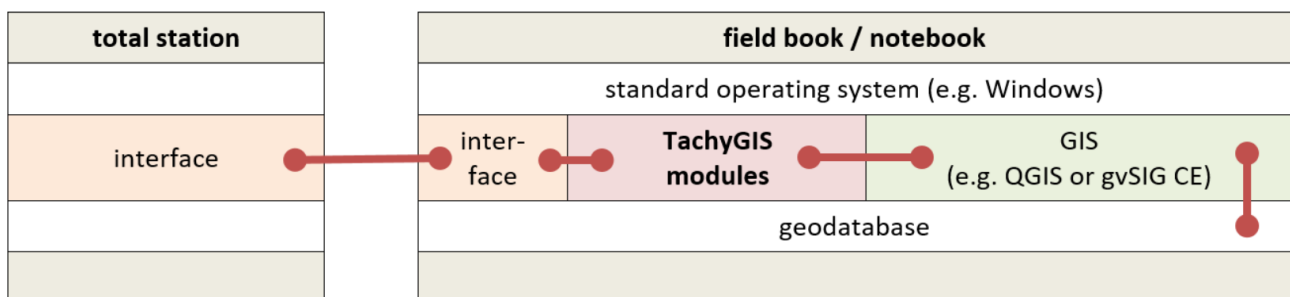 total station
field book / notebook
standard operating system (e.g. Windows)
interface
inter-
face
TachyGIS
modules
GIS
(e.g. QGIS or gvSIG CE)
geodatabase